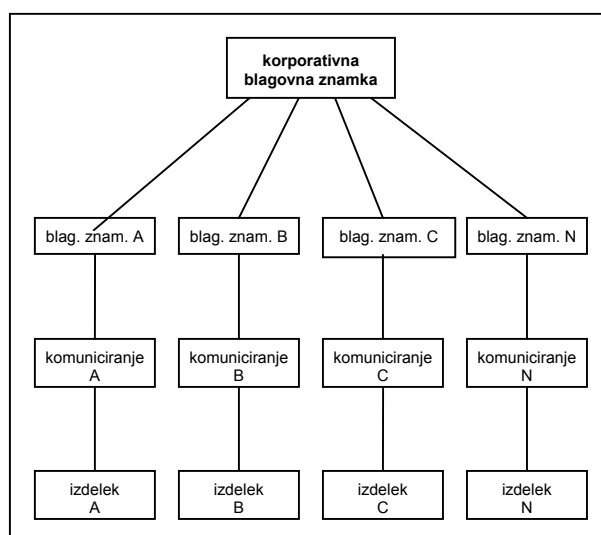 korporativna
blagovna znamka
blag. znam. A
blag. znam. B
blag. znam. C
blag. znam. N
komuniciranje
A
komuniciranje
B
komuniciranje
C
komuniciranje
N
izdelek
A
izdelek
B
izdelek
C
izdelek
N